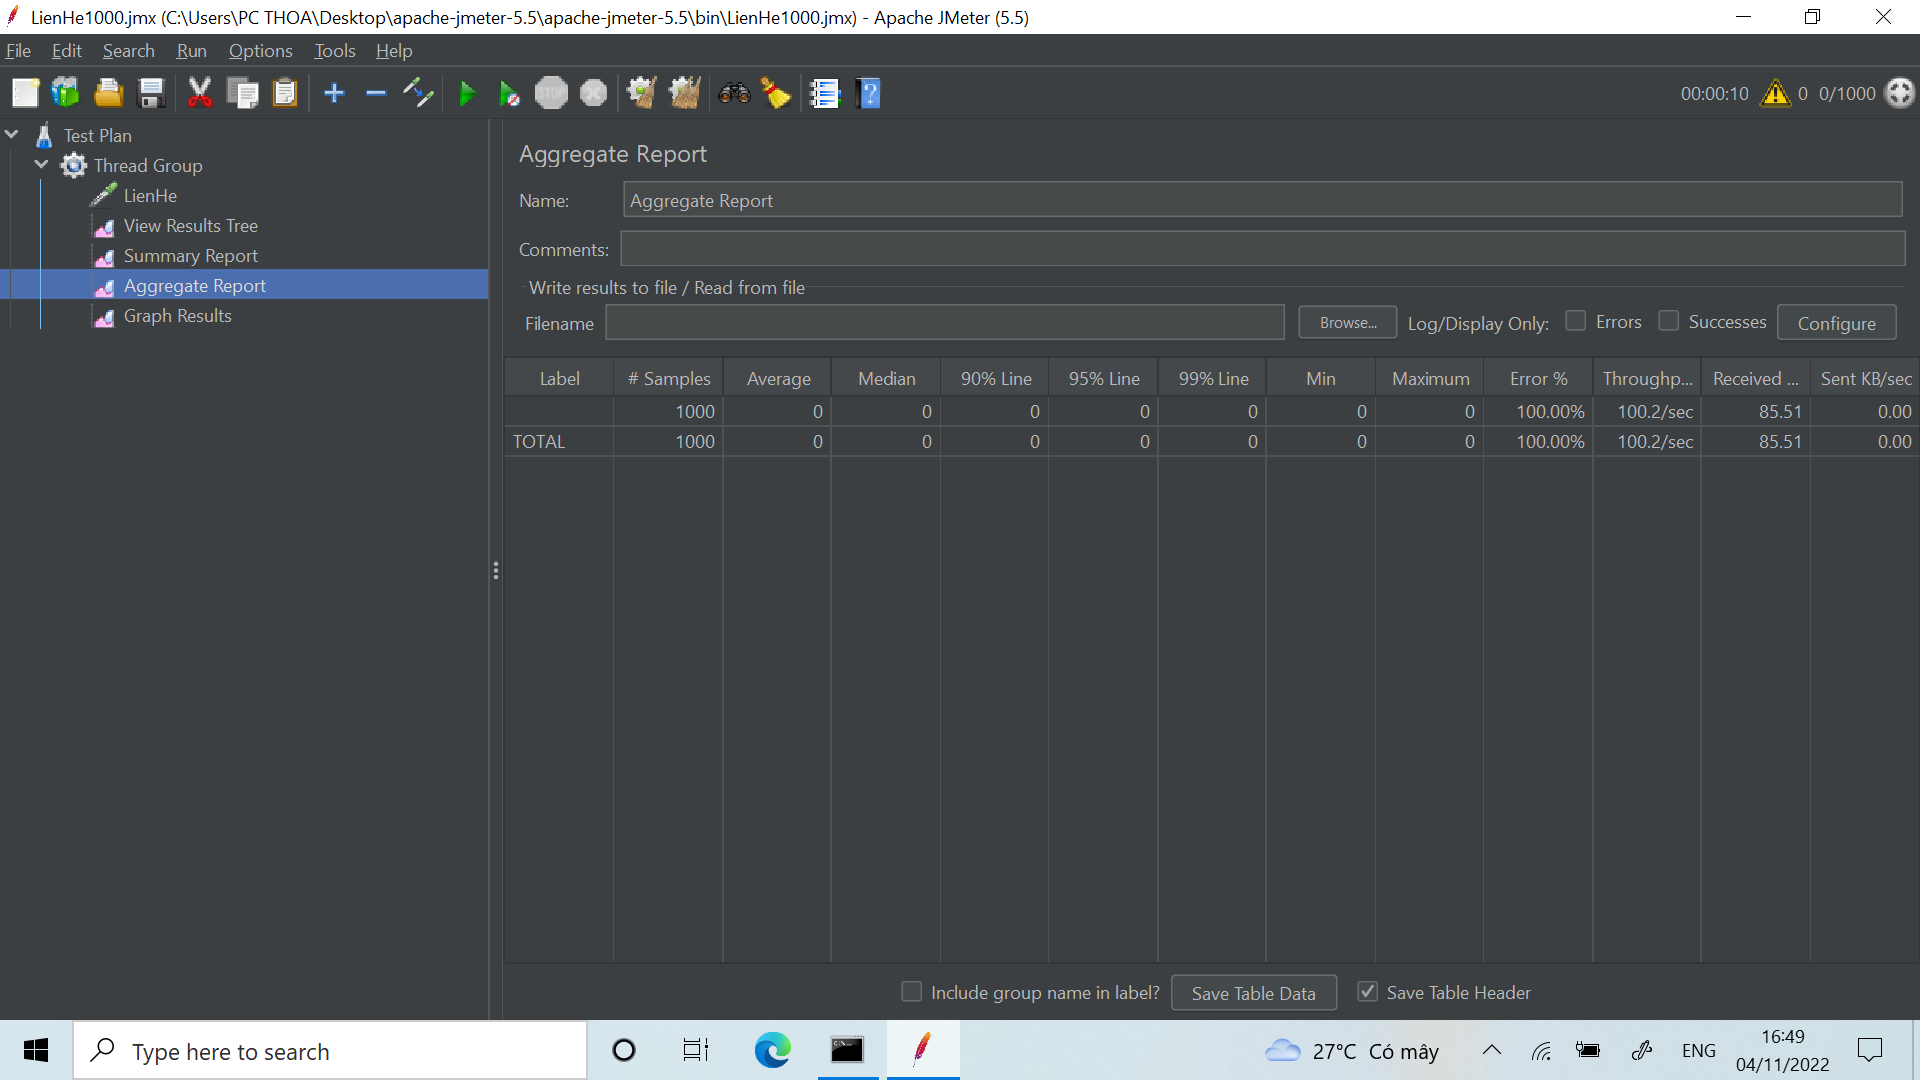 LienHe1000.jmx (C:\Users\PC THOA\Desktop\apache-jmeter-5.5\apache-jmeter-5.5\bin\LienHe1000.jmx) - Apache JMeter (5.5)
File Edit Search Run Options Tools Help
STOP
00:00:10 0 0/1000
Test Plan
Thread Group
LienHe
View Results Tree
Summary Report
Aggregate Report
Graph Results
Aggregate Report
Name: Aggregate Report
Comments:
Write results to file / Read from file
Filename Browse... Log/Display Only: Errors Successes Configure
Label # Samples Average Median 90% Line 95% Line 99% Line Min Maximum Error % Throughp... Received ... Sent KB/sec
1000 0 0 0 0 0 0 0 100.00% 100.2/sec 85.51 0.00
TOTAL 1000 0 0 0 0 0 0 0 100.00% 100.2/sec 85.51 0.00
Include group name in label? Save Table Data Save Table Header
Type here to search
27°C Có mây
ENG
16:49
04/11/2022